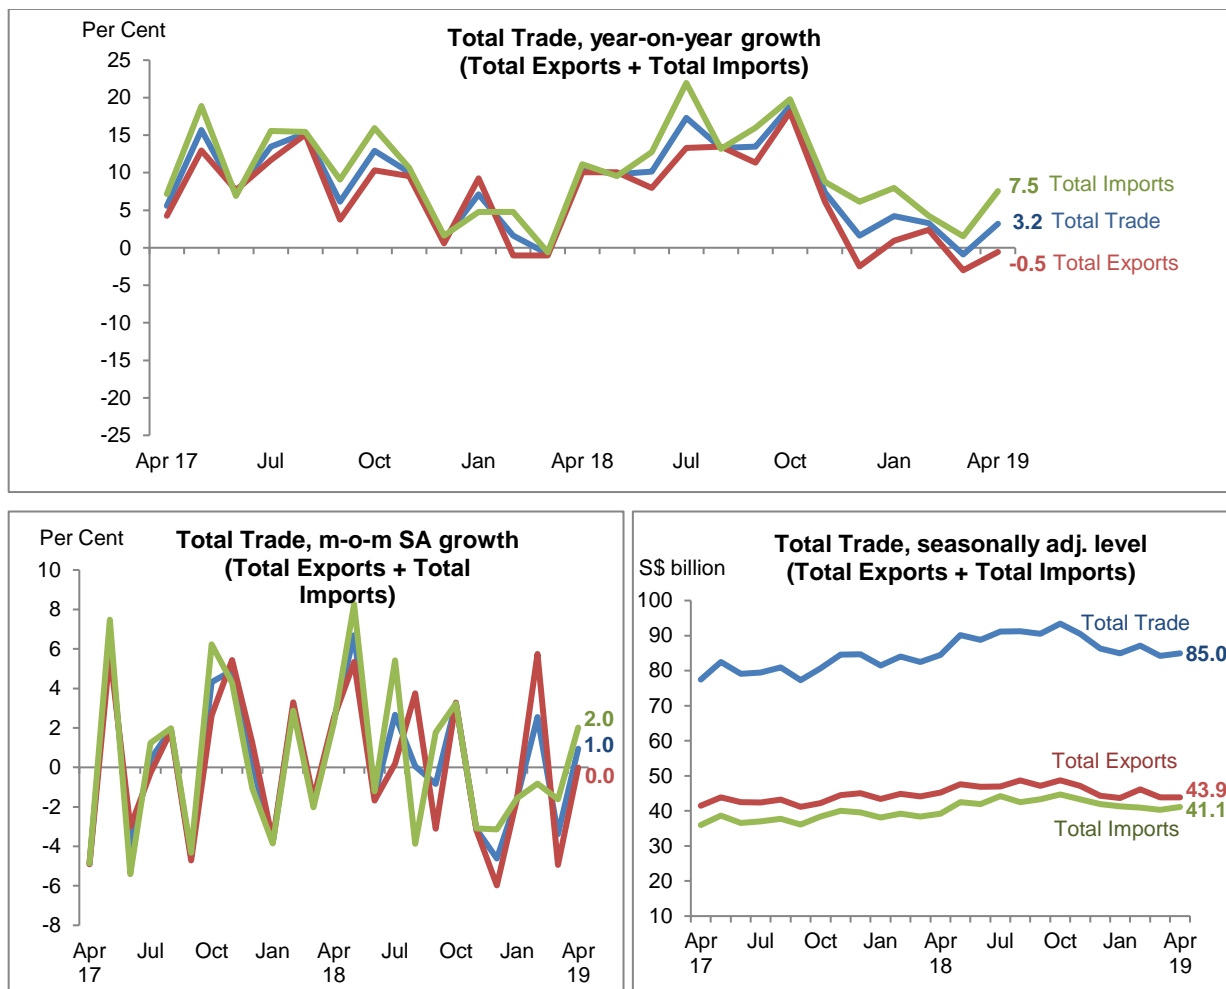 Per Cent
Total Trade, year-on-year growth
(Total Exports + Total Imports)
25
20
15
10
5
0
-5
-10
-15
-20
-25
Apr 17 Jul Oct Jan Apr 18 Jul Oct Jan Apr 19
7.5 Total Imports
3.2 Total Trade
-0.5 Total Exports
Per Cent
Total Trade, m-o-m SA growth
(Total Exports + Total
Imports)
10
8
6
4
2
0
-2
-4
-6
-8
Apr Jul Oct Jan Apr Jul Oct Jan Apr
17 18 19
2.0
1.0
0.0
Total Trade, seasonally adj. level
(Total Exports + Total Imports)
S$ billion
100
90
80
70
60
50
40
30
20
10
Total Trade
85.0
Total Exports
43.9
41.1
Total Imports
Apr Jul Oct Jan Apr Jul Oct Jan Apr
17 18 19